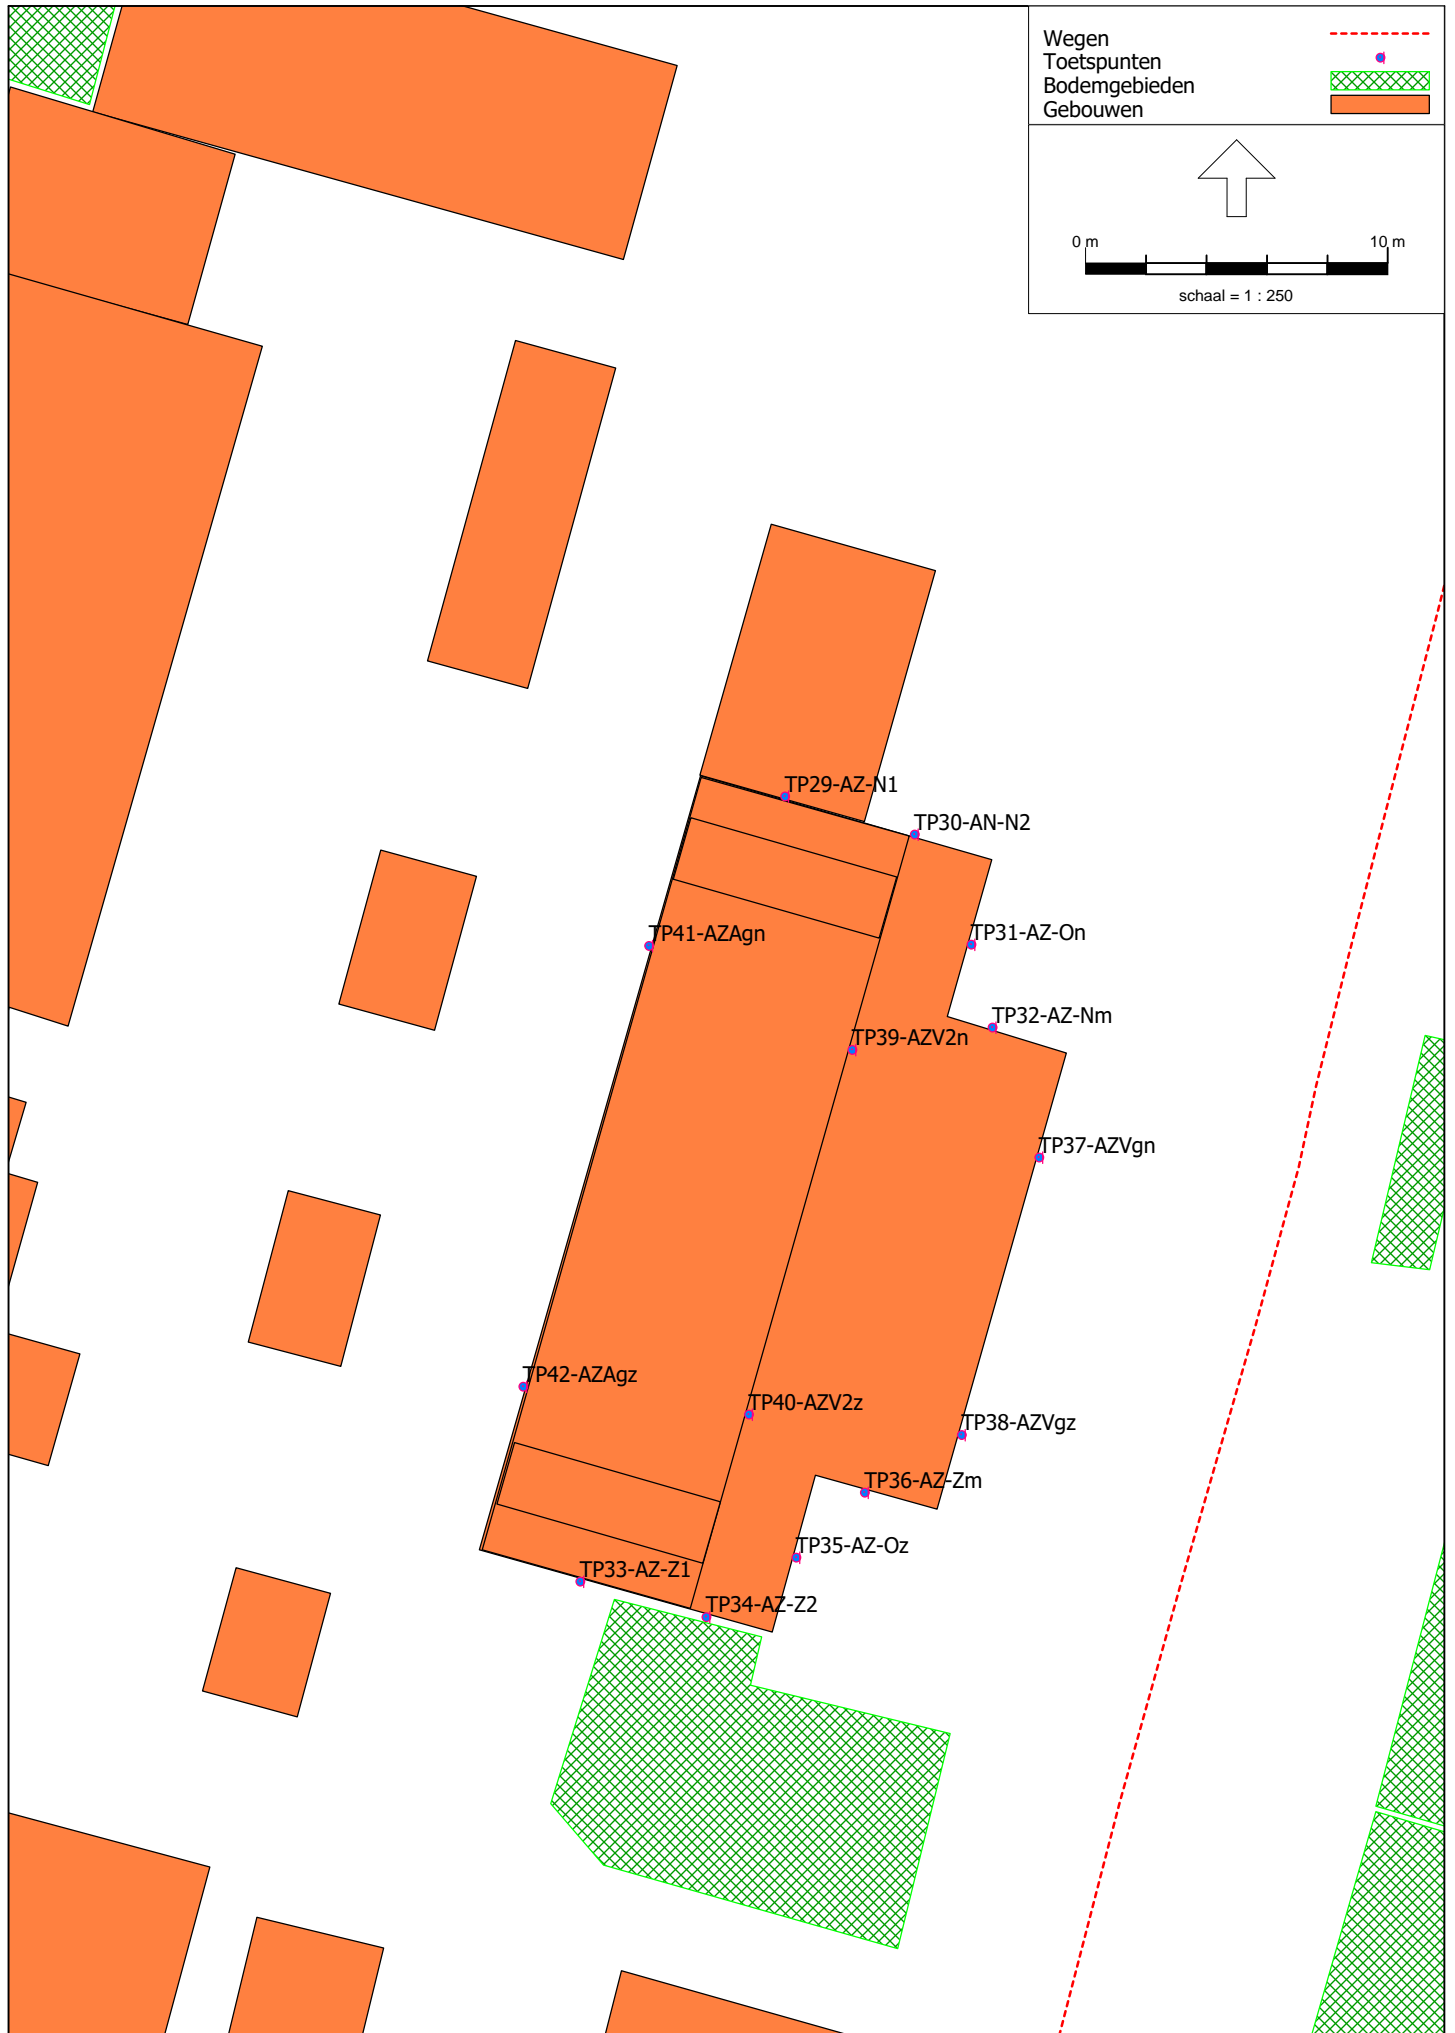 Wegen
Toetspunten
Bodemgebieden
Gebouwen
0 m 10 m
schaal = 1 : 250
TP29-AZ-N1
TP30-AN-N2
TP41-AZAgn
TP31-AZ-On
TP32-AZ-Nm
TP39-AZV2n
TP37-AZVgn
TP42-AZAgz
TP40-AZV2z
TP38-AZVgz
TP36-AZ-Zm
TP35-AZ-Oz
TP33-AZ-Z1
TP34-AZ-Z2